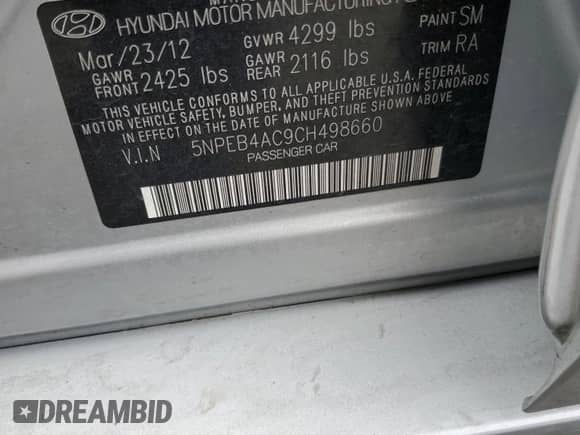 HYUNDAI MOTOR MANUFACTURING
Mar/23/12 GVWR 4299 lbs PAINT SM
GAWR FRONT 2425 lbs GAWR REAR 2116 lbs TRIM RA
THIS VEHICLE CONFORMS TO ALL APPLICABLE U.S.A. FEDERAL
MOTOR VEHICLE SAFETY, BUMPER, AND THEFT PREVENTION STANDARDS
IN EFFECT ON THE DATE OF MANUFACTURE SHOWN ABOVE.
V.I.N 5NPEB4AC9CH498660
PASSENGER CAR
DREAMBID